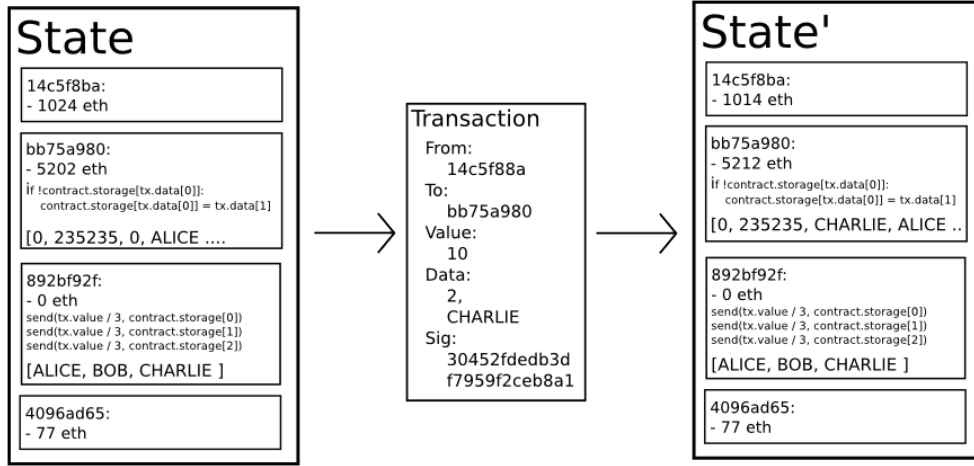 State
14c5f8ba:
- 1024 eth
bb75a980:
- 5202 eth
if !contract.storage[tx.data[0]]:
contract.storage[tx.data[0]] = tx.data[1]
[0, 235235, 0, ALICE ....
892bf92f:
- 0 eth
send(tx.value / 3, contract.storage[0])
send(tx.value / 3, contract.storage[1])
send(tx.value / 3, contract.storage[2])
[ALICE, BOB, CHARLIE ]
4096ad65:
- 77 eth
Transaction
From:
14c5f88a
To:
bb75a980
Value:
10
Data:
2,
CHARLIE
Sig:
30452fdedb3d
f7959f2ceb8a1
State'
14c5f8ba:
- 1014 eth
bb75a980:
- 5212 eth
if !contract.storage[tx.data[0]]:
contract.storage[tx.data[0]] = tx.data[1]
[0, 235235, CHARLIE, ALICE ..
892bf92f:
- 0 eth
send(tx.value / 3, contract.storage[0])
send(tx.value / 3, contract.storage[1])
send(tx.value / 3, contract.storage[2])
[ALICE, BOB, CHARLIE ]
4096ad65:
- 77 eth